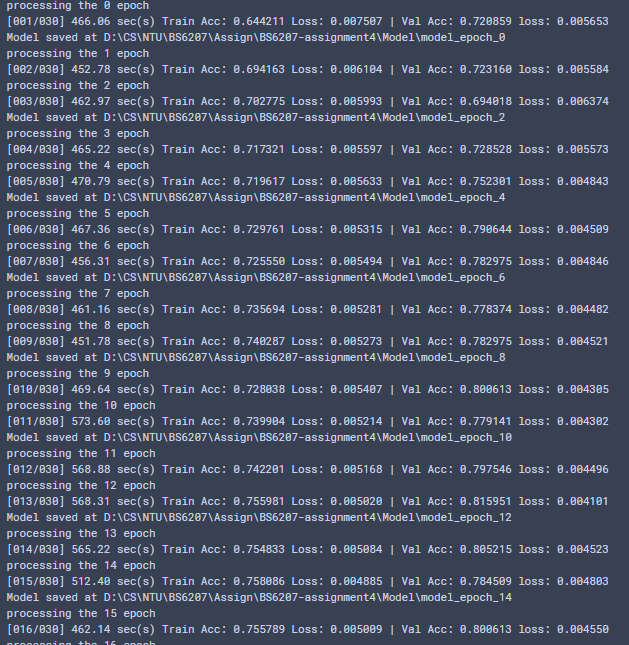 processing the 0 epoch
[001/030] 466.06 sec(s) Train Acc: 0.644211 Loss: 0.007507 | Val Acc: 0.720859 loss: 0.005653
Model saved at D:\CS\NTU\BS6207\Assign\BS6207-assignment4\Model\model_epoch_0
processing the 1 epoch
[002/030] 452.78 sec(s) Train Acc: 0.694163 Loss: 0.006104 | Val Acc: 0.723160 loss: 0.005584
processing the 2 epoch
[003/030] 462.97 sec(s) Train Acc: 0.702775 Loss: 0.005993 | Val Acc: 0.694018 loss: 0.006374
Model saved at D:\CS\NTU\BS6207\Assign\BS6207-assignment4\Model\model_epoch_2
processing the 3 epoch
[004/030] 465.22 sec(s) Train Acc: 0.717321 Loss: 0.005597 | Val Acc: 0.728528 loss: 0.005573
processing the 4 epoch
[005/030] 470.79 sec(s) Train Acc: 0.719617 Loss: 0.005633 | Val Acc: 0.752301 loss: 0.004843
Model saved at D:\CS\NTU\BS6207\Assign\BS6207-assignment4\Model\model_epoch_4
processing the 5 epoch
[006/030] 467.36 sec(s) Train Acc: 0.729761 Loss: 0.005315 | Val Acc: 0.790644 loss: 0.004509
processing the 6 epoch
[007/030] 456.31 sec(s) Train Acc: 0.725550 Loss: 0.005494 | Val Acc: 0.782975 loss: 0.004846
Model saved at D:\CS\NTU\BS6207\Assign\BS6207-assignment4\Model\model_epoch_6
processing the 7 epoch
[008/030] 461.16 sec(s) Train Acc: 0.735694 Loss: 0.005281 | Val Acc: 0.778374 loss: 0.004482
processing the 8 epoch
[009/030] 451.78 sec(s) Train Acc: 0.740287 Loss: 0.005273 | Val Acc: 0.782975 loss: 0.004521
Model saved at D:\CS\NTU\BS6207\Assign\BS6207-assignment4\Model\model_epoch_8
processing the 9 epoch
[010/030] 469.64 sec(s) Train Acc: 0.728038 Loss: 0.005407 | Val Acc: 0.800613 loss: 0.004305
processing the 10 epoch
[011/030] 573.60 sec(s) Train Acc: 0.739904 Loss: 0.005214 | Val Acc: 0.779141 loss: 0.004302
Model saved at D:\CS\NTU\BS6207\Assign\BS6207-assignment4\Model\model_epoch_10
processing the 11 epoch
[012/030] 568.88 sec(s) Train Acc: 0.742201 Loss: 0.005168 | Val Acc: 0.797546 loss: 0.004496
processing the 12 epoch
[013/030] 568.31 sec(s) Train Acc: 0.755981 Loss: 0.005020 | Val Acc: 0.815951 loss: 0.004101
Model saved at D:\CS\NTU\BS6207\Assign\BS6207-assignment4\Model\model_epoch_12
processing the 13 epoch
[014/030] 565.22 sec(s) Train Acc: 0.754833 Loss: 0.005084 | Val Acc: 0.805215 loss: 0.004523
processing the 14 epoch
[015/030] 512.40 sec(s) Train Acc: 0.758086 Loss: 0.004885 | Val Acc: 0.784509 loss: 0.004803
Model saved at D:\CS\NTU\BS6207\Assign\BS6207-assignment4\Model\model_epoch_14
processing the 15 epoch
[016/030] 462.14 sec(s) Train Acc: 0.755789 Loss: 0.005009 | Val Acc: 0.800613 loss: 0.004550
processing the 16 epoch